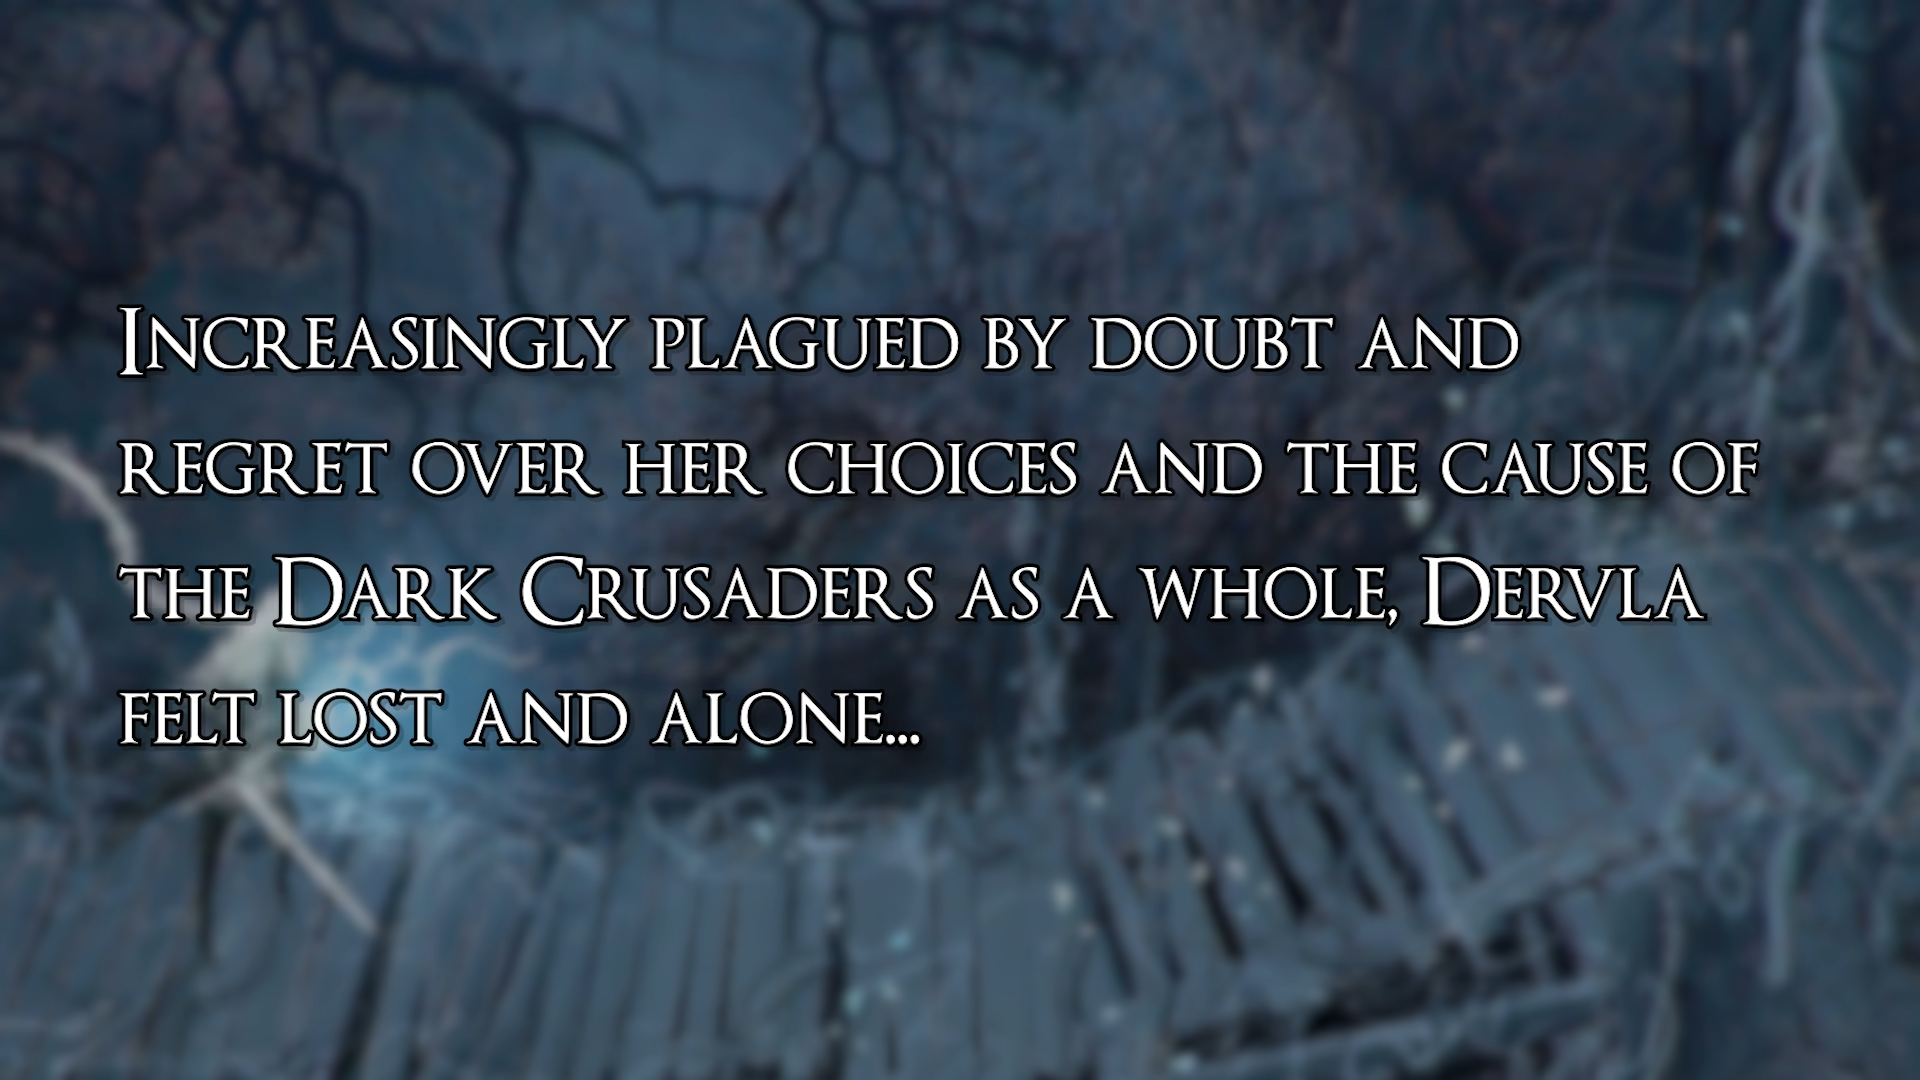 Increasingly plagued by doubt and
regret over her choices and the cause of
the Dark Crusaders as a whole, Dervla
felt lost and alone...